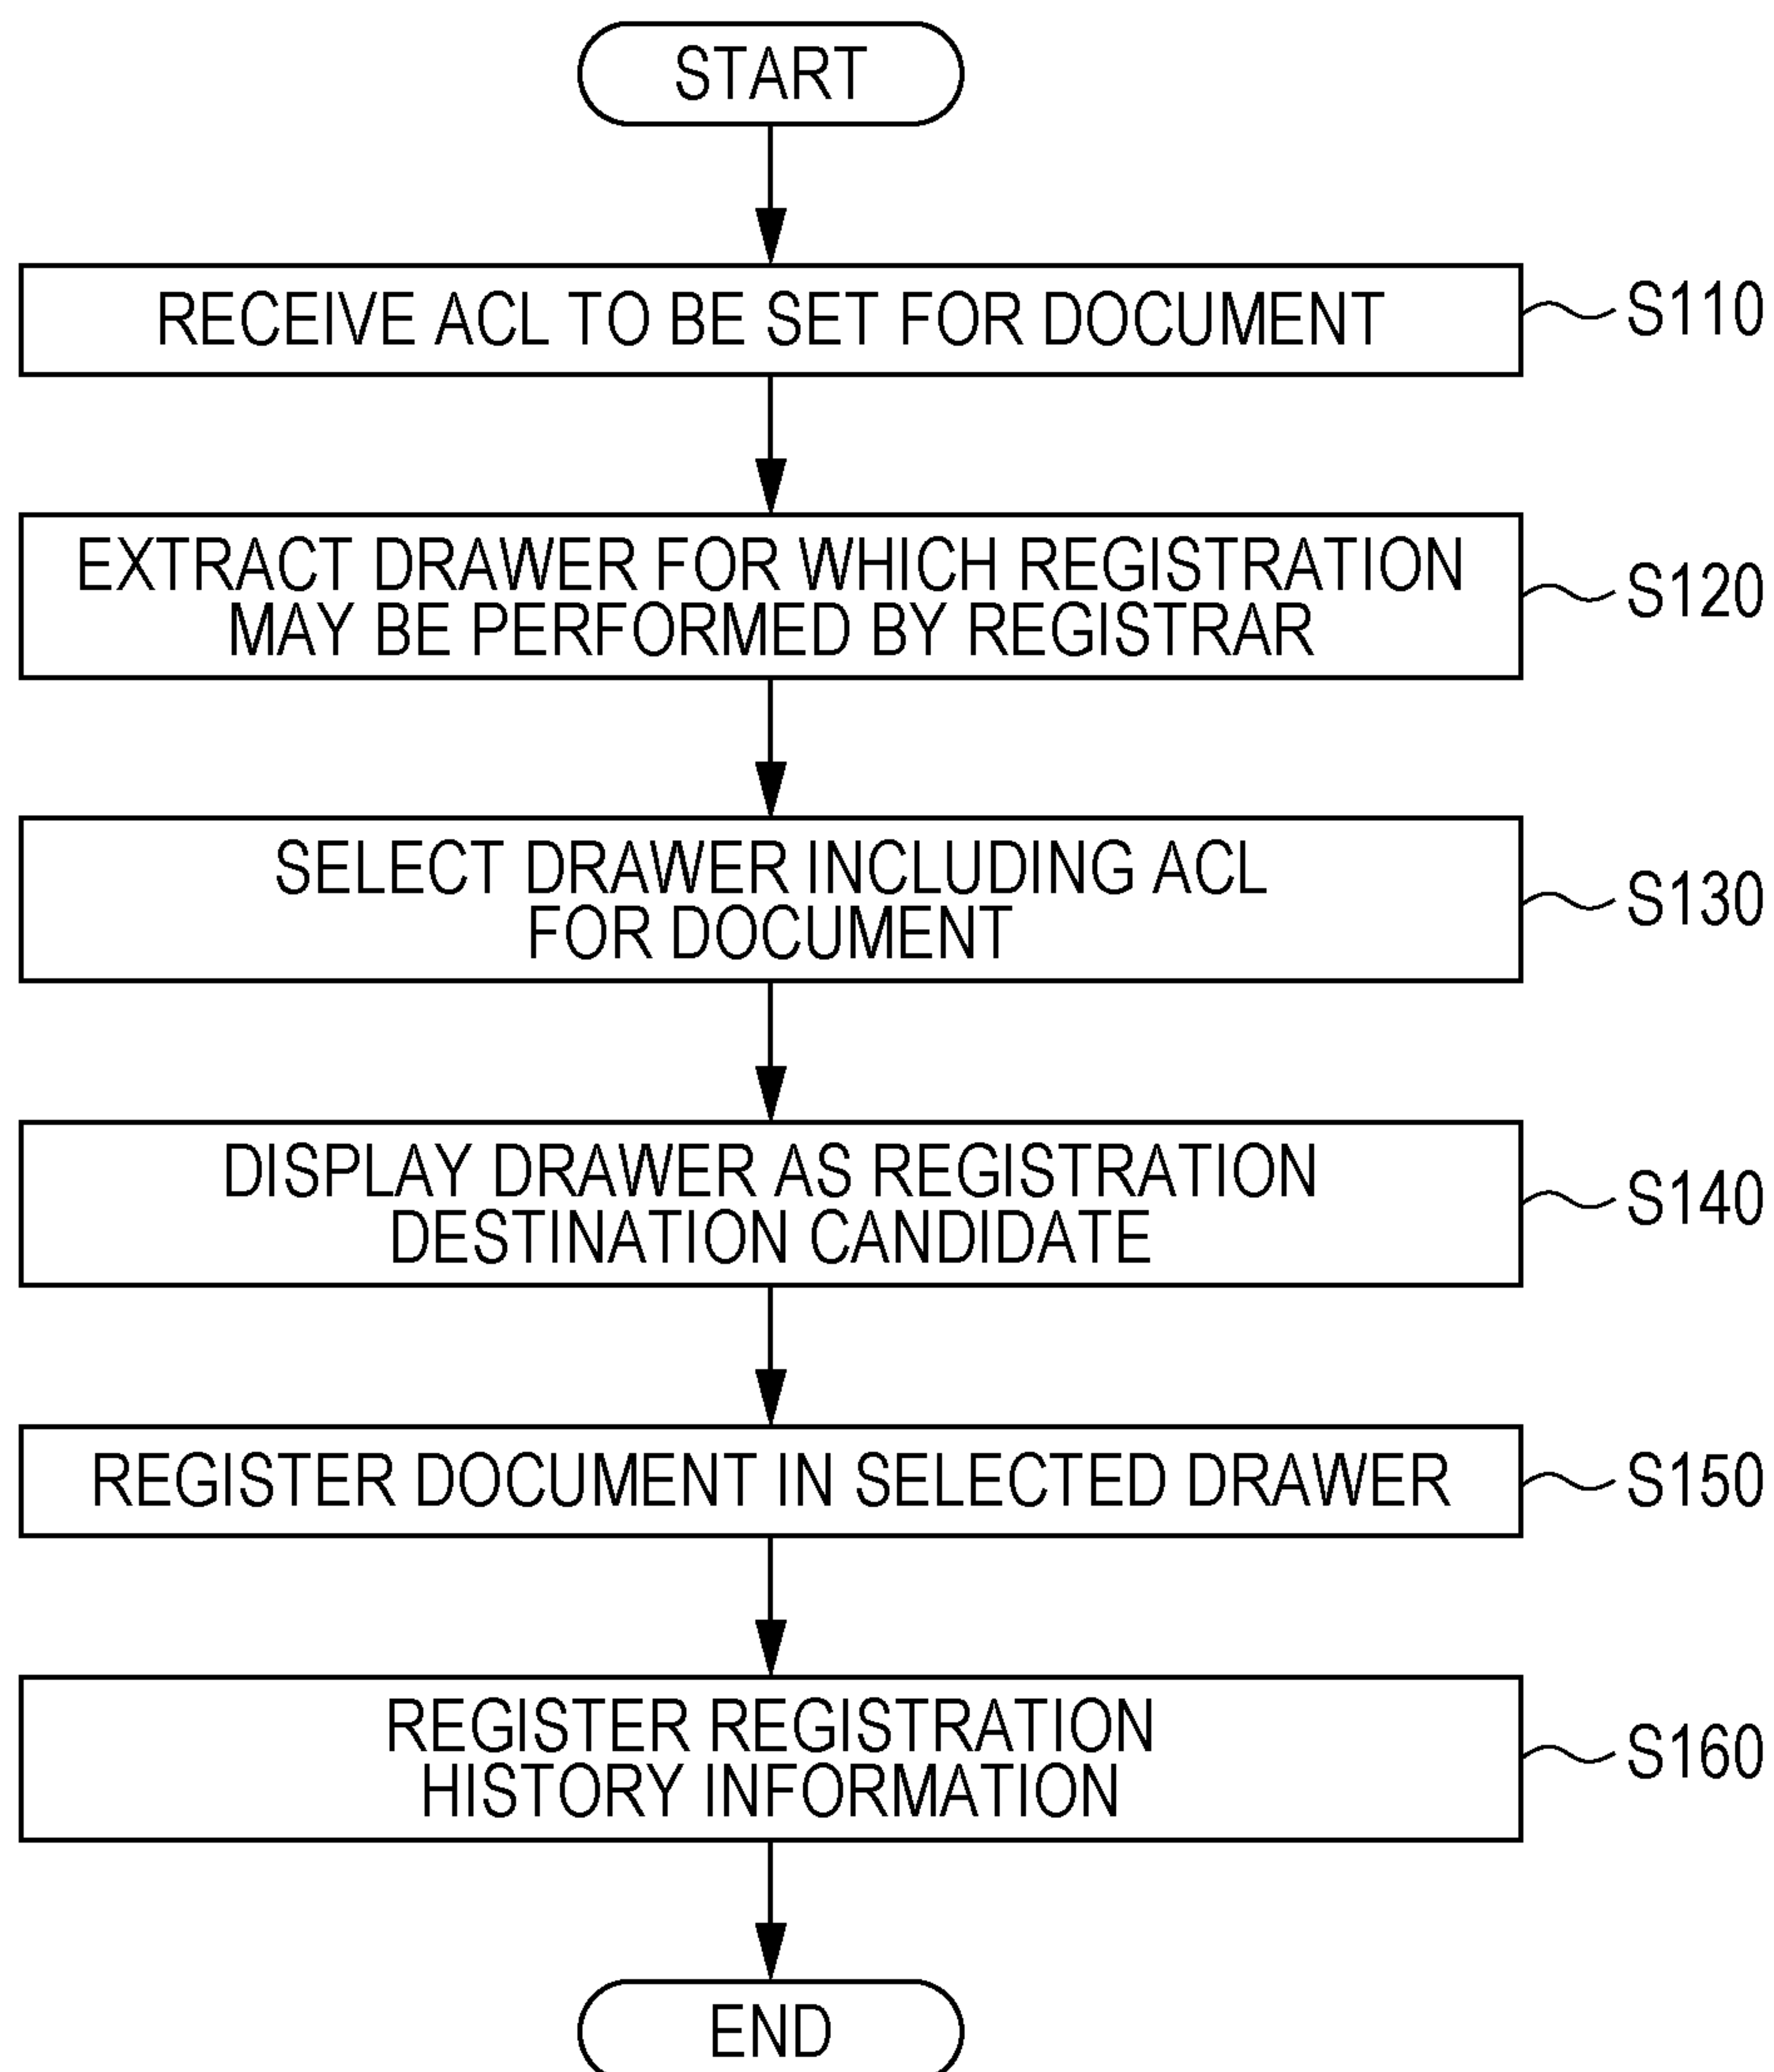 START
RECEIVE ACL TO BE SET FOR DOCUMENT
S110
EXTRACT DRAWER FOR WHICH REGISTRATION
MAY BE PERFORMED BY REGISTRAR
S120
SELECT DRAWER INCLUDING ACL
FOR DOCUMENT
S130
DISPLAY DRAWER AS REGISTRATION
DESTINATION CANDIDATE
S140
REGISTER DOCUMENT IN SELECTED DRAWER
S150
REGISTER REGISTRATION
HISTORY INFORMATION
S160
END